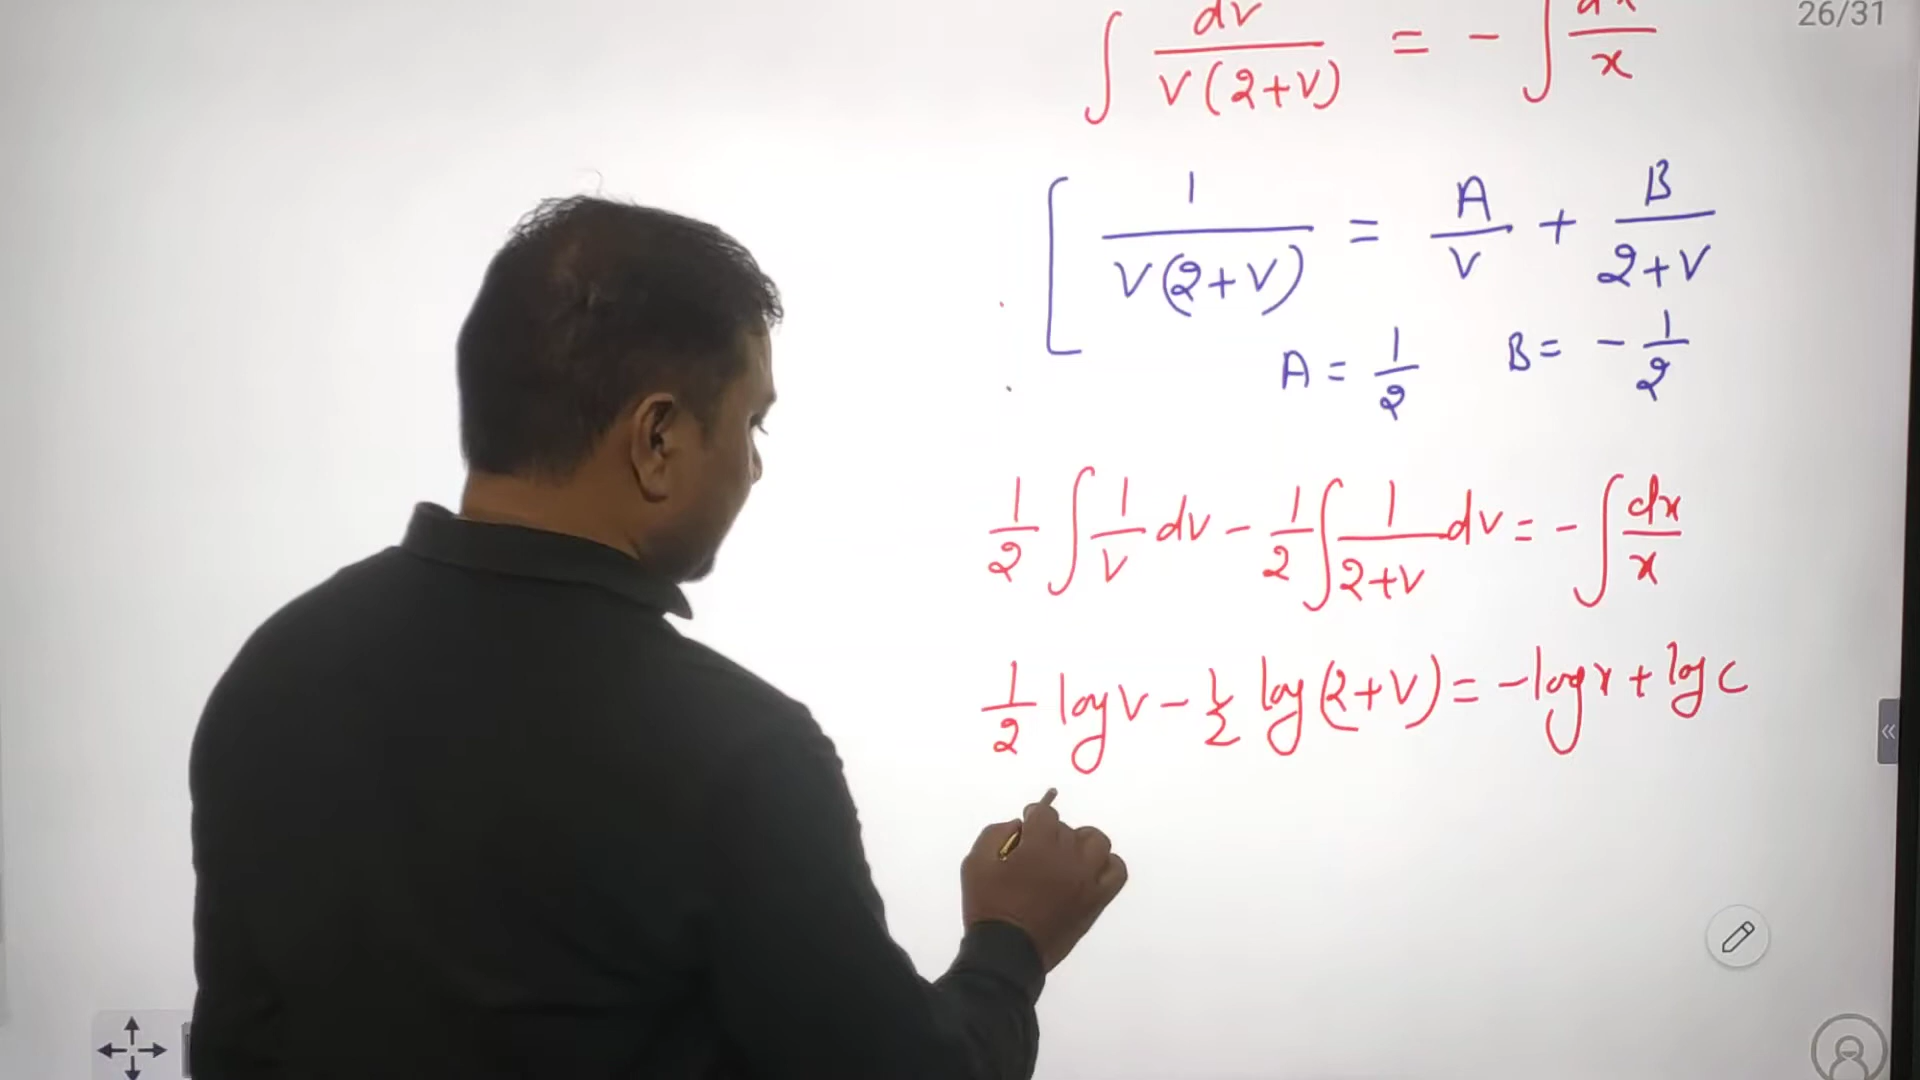 26/31
∫ dv/v(2+v) = - ∫ dx/x
[ 1/v(2+v) = A/v + B/2+v
A = 1/2 B = - 1/2
1/2 ∫ 1/v dv - 1/2 ∫ 1/2+v dv = - ∫ dx/x
1/2 log v - 1/2 log(2+v) = - log x + log c